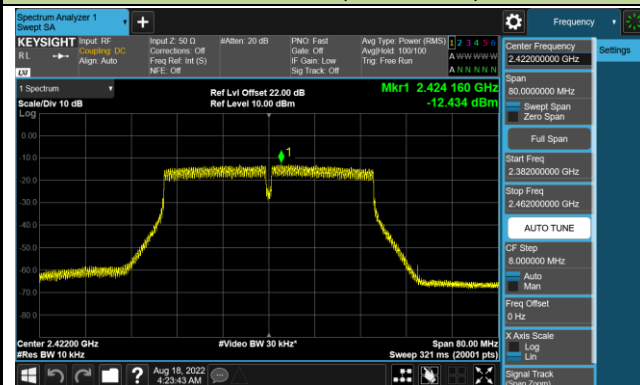 Spectrum Analyzer 1
Swept SA
Frequency
KEYSIGHT
RL
LXI
Input: RF
Coupling: DC
Align: Auto
Input Z: 50 Ω
Corrections: Off
Freq Ref: Int (S)
NFE: Off
#Atten: 20 dB
PNO: Fast
Gate: Off
IF Gain: Low
Sig Track: Off
Avg Type: Power (RMS)
Avg|Hold: 100/100
Trig: Free Run
1 2 3 4 5 6
A W W W W W
A N N N N N
1 Spectrum
Scale/Div 10 dB
Log
Ref Lvl Offset 22.00 dB
Ref Level 10.00 dBm
Mkr1 2.424 160 GHz
-12.434 dBm
1
0.00
-10.0
-20.0
-30.0
-40.0
-50.0
-60.0
-70.0
-80.0
Center 2.42200 GHz
#Res BW 10 kHz
#Video BW 30 kHz*
Span 80.00 MHz
Sweep 321 ms (20001 pts)
Aug 18, 2022
4:23:43 AM
Center Frequency
2.422000000 GHz
Settings
Span
80.0000000 MHz
Swept Span
Zero Span
Full Span
Start Freq
2.382000000 GHz
Stop Freq
2.462000000 GHz
AUTO TUNE
CF Step
8.000000 MHz
Auto
Man
Freq Offset
0 Hz
X Axis Scale
Log
Lin
Signal Track
(Span Zoom)